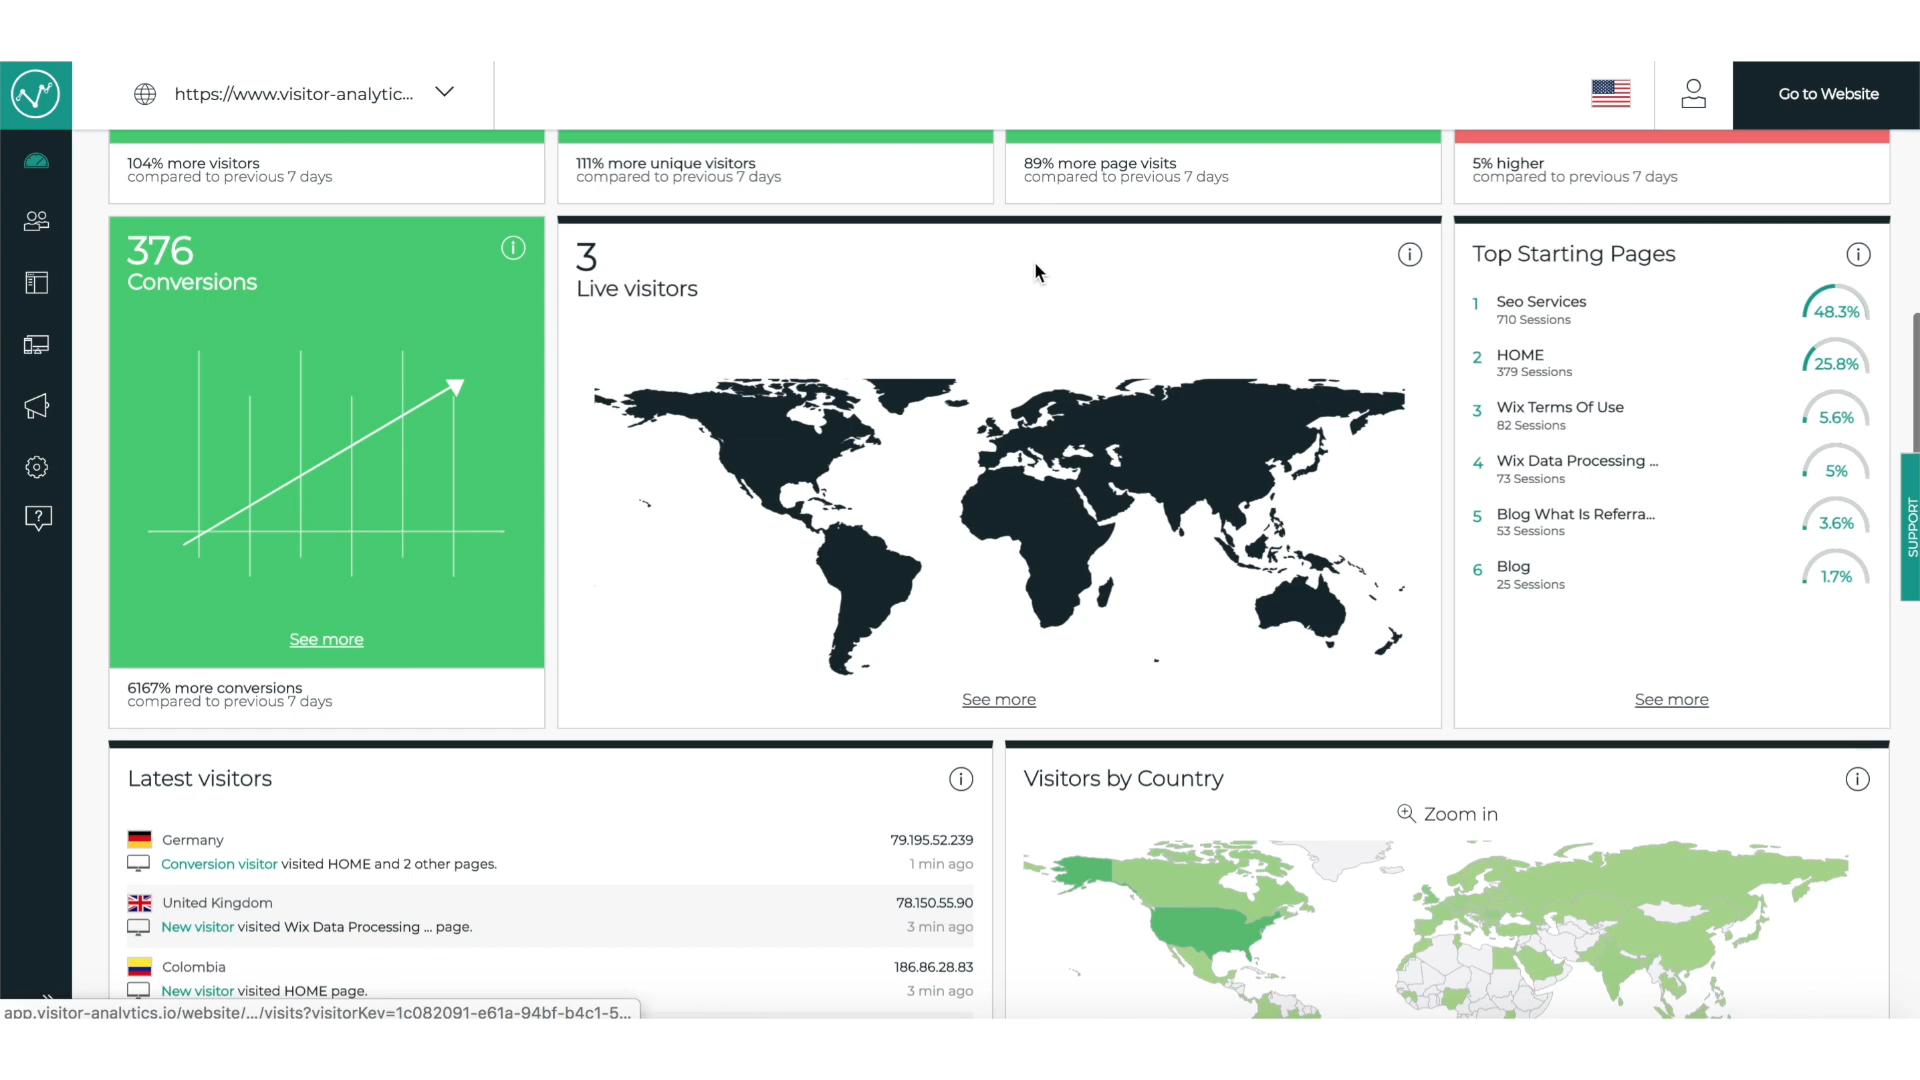 https://www.visitor-analytic...
Go to Website
104% more visitors
compared to previous 7 days
111% more unique visitors
compared to previous 7 days
89% more page visits
compared to previous 7 days
5% higher
compared to previous 7 days
376
Conversions
See more
6167% more conversions
compared to previous 7 days
3
Live visitors
See more
Top Starting Pages
1 Seo Services 48.3%
710 Sessions
2 HOME 25.8%
379 Sessions
3 Wix Terms Of Use 5.6%
82 Sessions
4 Wix Data Processing ... 5%
73 Sessions
5 Blog What Is Referra... 3.6%
53 Sessions
6 Blog 1.7%
25 Sessions
See more
SUPPORT
Latest visitors
Germany 79.195.52.239
Conversion visitor visited HOME and 2 other pages. 1 min ago
United Kingdom 78.150.55.90
New visitor visited Wix Data Processing ... page. 3 min ago
Colombia 186.86.28.83
New visitor visited HOME page. 3 min ago
Visitors by Country
Zoom in
app.visitor-analytics.io/website/.../visits?visitorKey=1c082091-e61a-94bf-b4c1-5...